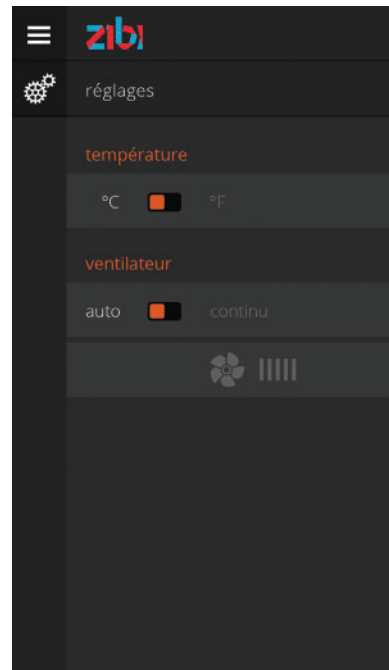 zibi
réglages
température
°C °F
ventilateur
auto continu